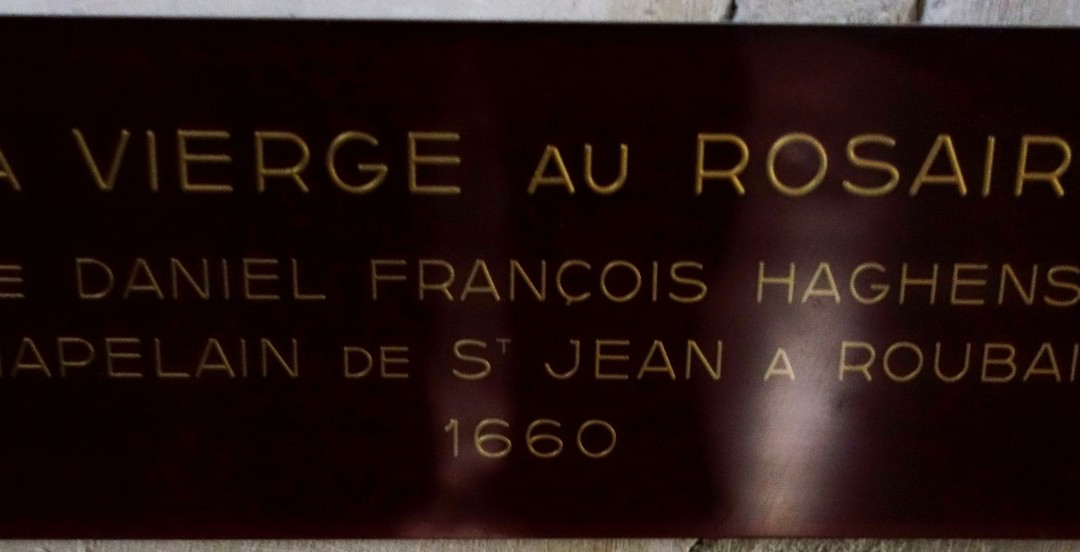 A VIERGE AU ROSAIR
E DANIEL FRANÇOIS HAGHENS
HAPELAIN DE ST JEAN A ROUBAI
1660